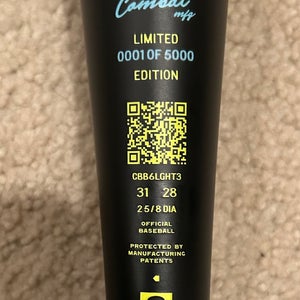 Combat
mfg
LIMITED
0001 OF 5000
EDITION
CBB6LGHT3
31 28
2 5/8 DIA
OFFICIAL
BASEBALL
PROTECTED BY
MANUFACTURING
PATENTS